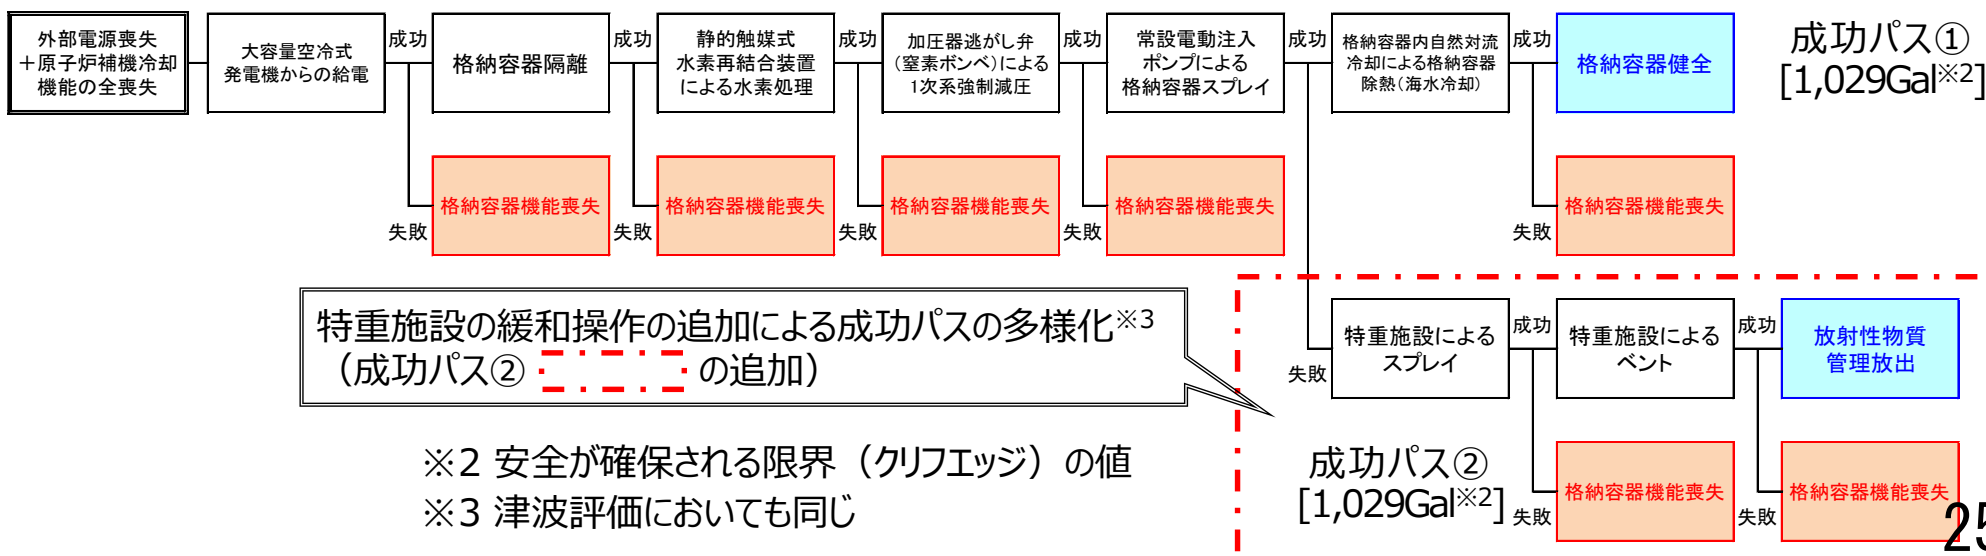 外部電源喪失
＋原子炉補機冷却
機能の全喪失
大容量空冷式
発電機からの給電
成功
失敗
格納容器隔離
格納容器機能喪失
成功
失敗
静的触媒式
水素再結合装置
による水素処理
格納容器機能喪失
成功
失敗
加圧器逃がし弁
（窒素ボンベ）による
1次系強制減圧
格納容器機能喪失
成功
失敗
常設電動注入
ポンプによる
格納容器スプレイ
格納容器機能喪失
成功
失敗
格納容器内自然対流
冷却による格納容器
除熱（海水冷却）
成功
失敗
格納容器健全
格納容器機能喪失
成功パス①
[1,029Gal※2]
特重施設による
スプレイ
成功
失敗
特重施設による
ベント
格納容器機能喪失
成功
失敗
放射性物質
管理放出
格納容器機能喪失
成功パス②
[1,029Gal※2]
特重施設の緩和操作の追加による成功パスの多様化※3
（成功パス② の追加）
※2 安全が確保される限界（クリフエッジ）の値
※3 津波評価においても同じ
25